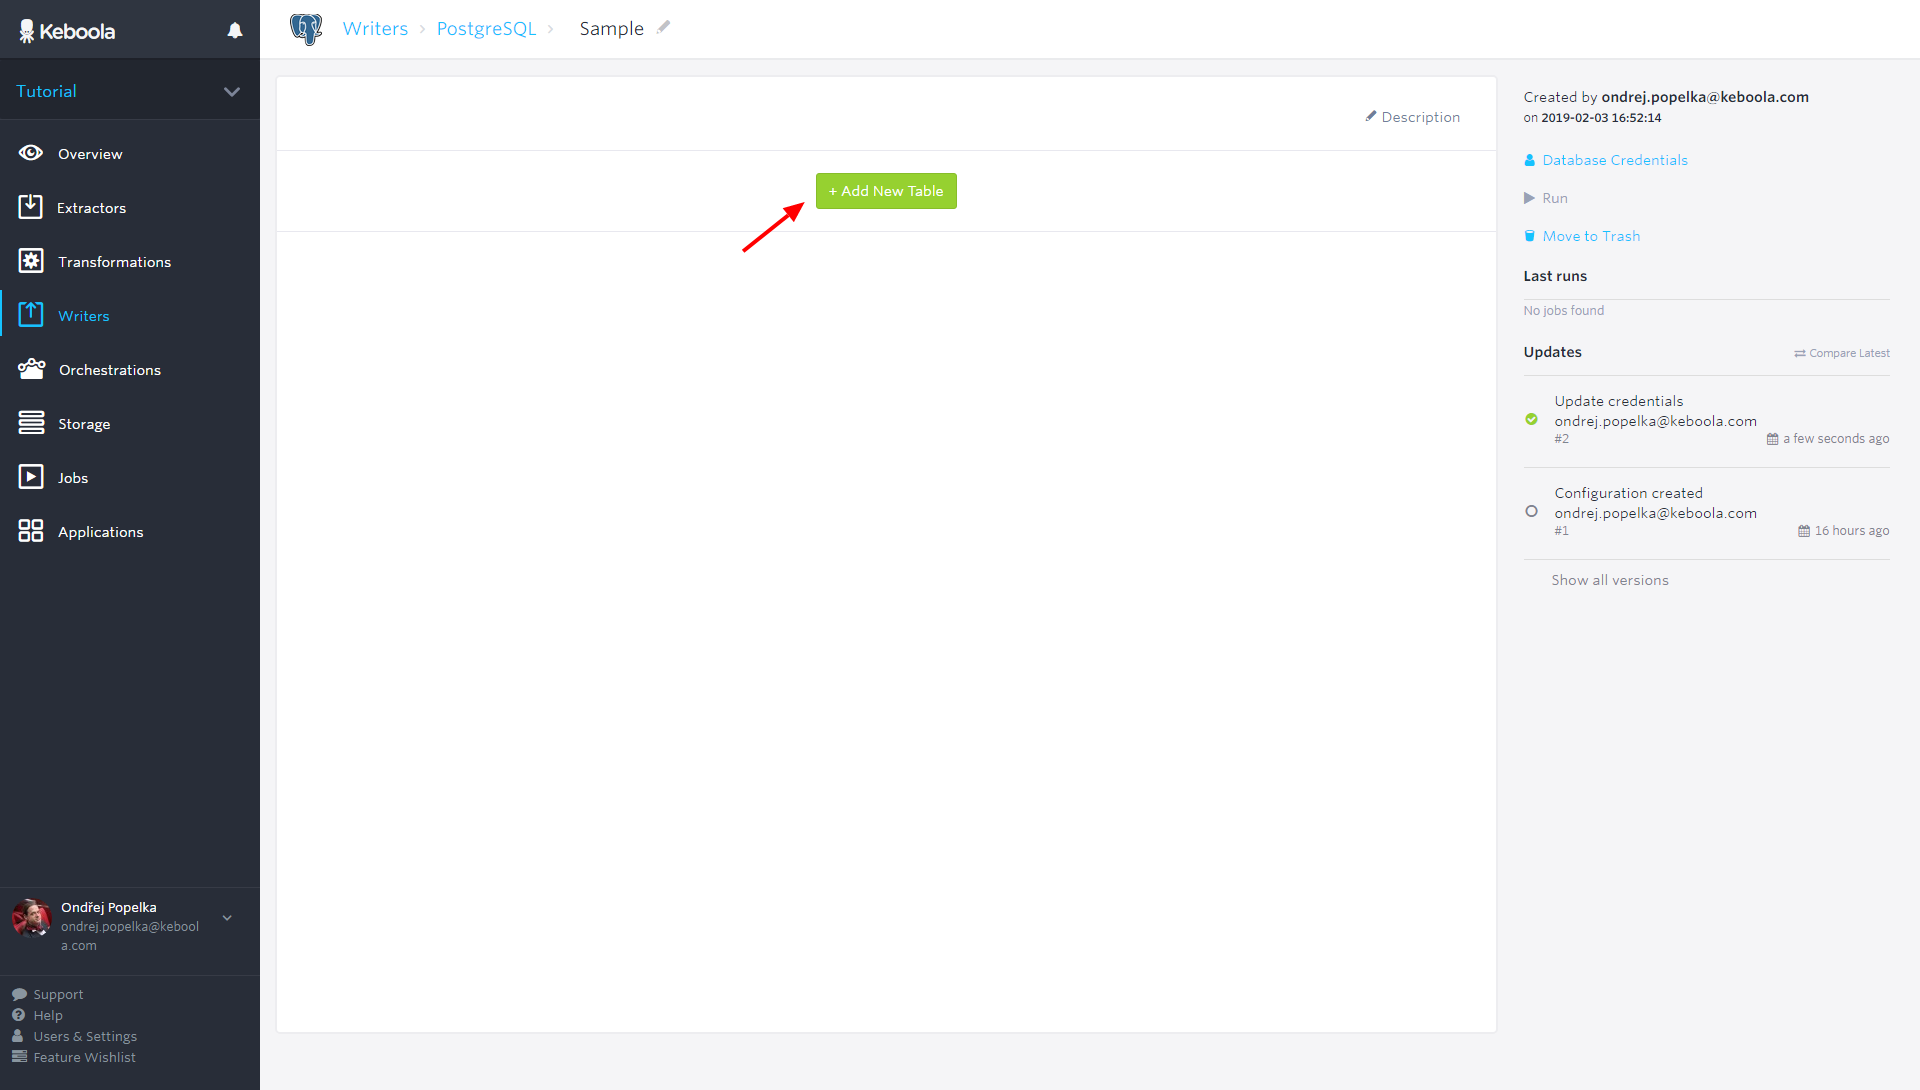 Keboola
Tutorial
Overview
Extractors
Transformations
Writers
Orchestrations
Storage
Jobs
Applications
Ondřej Popelka
ondrej.popelka@kebool
a.com
Support
Help
Users & Settings
Feature Wishlist
Writers › PostgreSQL › Sample
Description
+ Add New Table
Created by ondrej.popelka@keboola.com
on 2019-02-03 16:52:14
Database Credentials
Run
Move to Trash
Last runs
No jobs found
Updates Compare Latest
Update credentials
ondrej.popelka@keboola.com
#2 a few seconds ago
Configuration created
ondrej.popelka@keboola.com
#1 16 hours ago
Show all versions